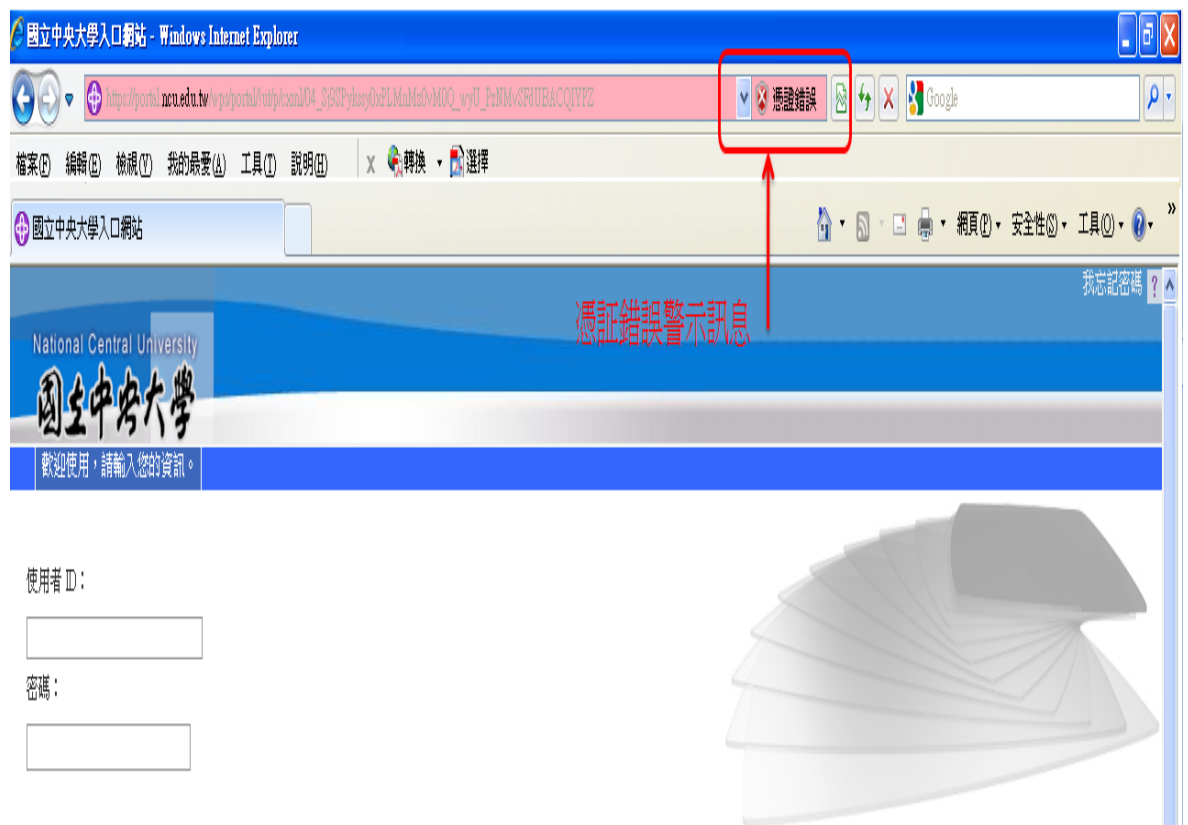 國立中央大學入口網站 - Windows Internet Explorer
https://portal.ncu.edu.tw/wps/portal/!ut/p/cxml/04_Sj9SPykssy0xPLMnMz0vM0Q_wyU_PzNMvSFdUBACQIYPZ
憑證錯誤
Google
檔案(F) 編輯(E) 檢視(V) 我的最愛(A) 工具(T) 說明(H) x 轉換 選擇
國立中央大學入口網站
網頁(P) 安全性(S) 工具(O) »
我忘記密碼 ?
憑証錯誤警示訊息
National Central University
國立中央大學
歡迎使用，請輸入您的資訊。
使用者 ID：
密碼：